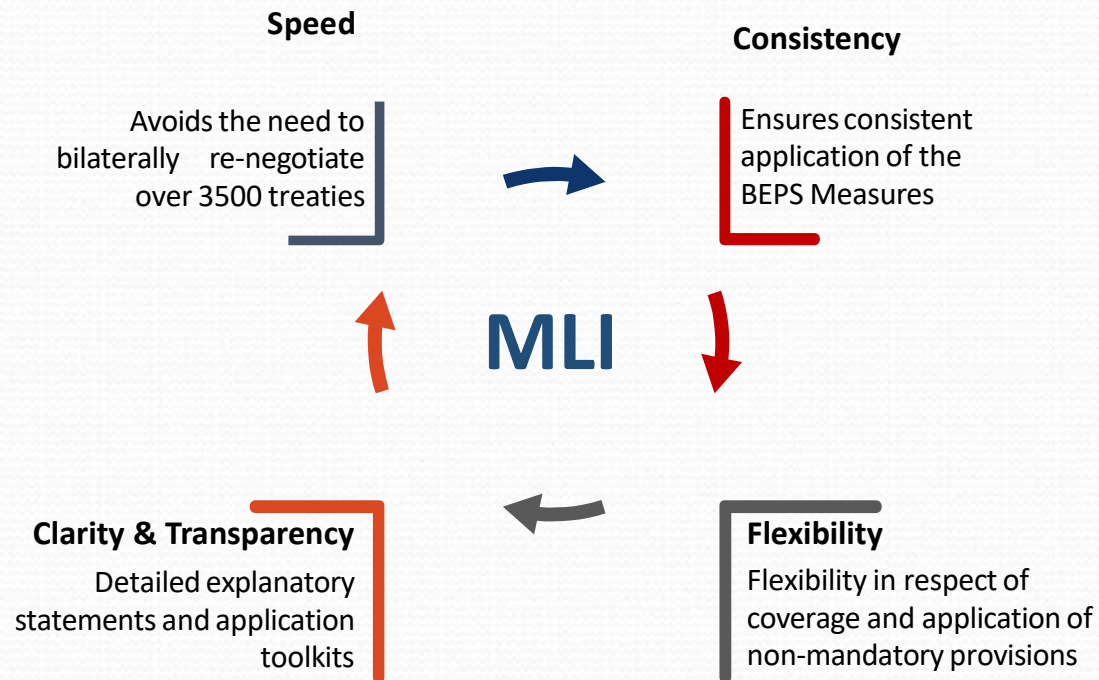 Speed
Avoids the need to
bilaterally re-negotiate
over 3500 treaties
Consistency
Ensures consistent
application of the
BEPS Measures
MLI
Clarity & Transparency
Detailed explanatory
statements and application
toolkits
Flexibility
Flexibility in respect of
coverage and application of
non-mandatory provisions